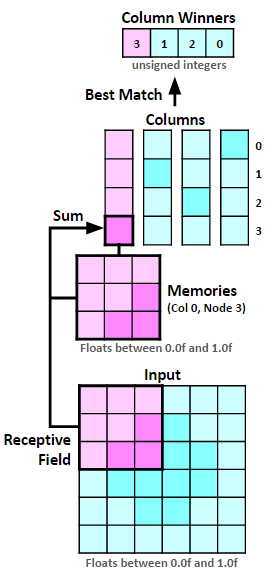 Column Winners
3 1 2 0
unsigned integers
Best Match
Columns
0
1
2
3
Sum
Memories
(Col 0, Node 3)
Floats between 0.0f and 1.0f
Input
Receptive
Field
Floats between 0.0f and 1.0f